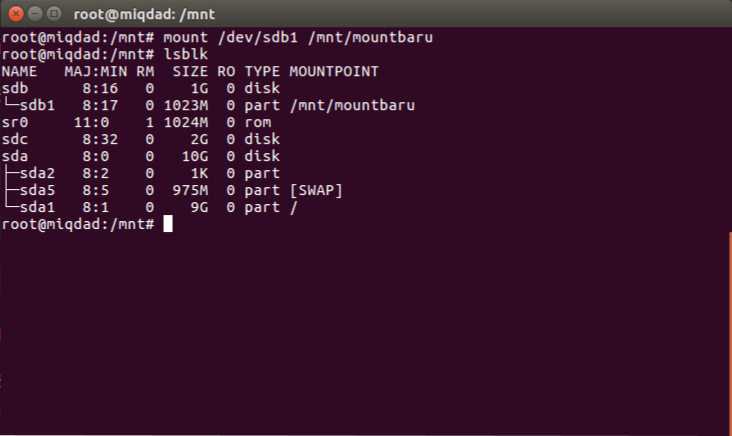 root@miqdad: /mnt
root@miqdad:/mnt# mount /dev/sdb1 /mnt/mountbaru
root@miqdad:/mnt# lsblk
NAME   MAJ:MIN RM  SIZE RO TYPE MOUNTPOINT
sdb      8:16   0    1G  0 disk
└─sdb1   8:17   0 1023M  0 part /mnt/mountbaru
sr0     11:0    1 1024M  0 rom
sdc      8:32   0    2G  0 disk
sda      8:0    0   10G  0 disk
├─sda2   8:2    0    1K  0 part
├─sda5   8:5    0  975M  0 part [SWAP]
└─sda1   8:1    0    9G  0 part /
root@miqdad:/mnt#